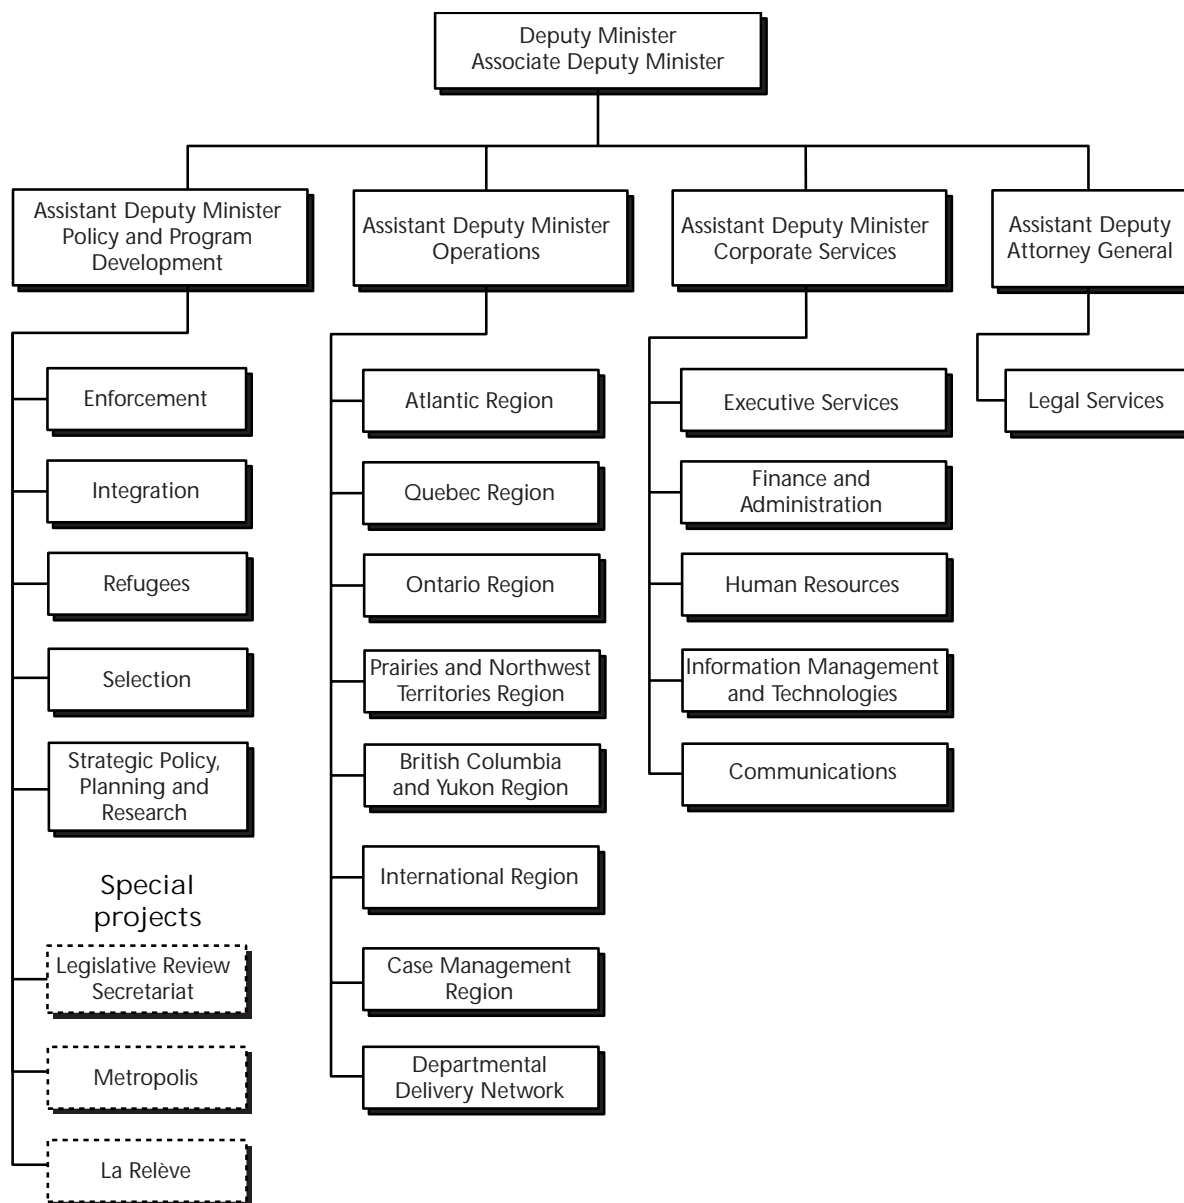 Deputy Minister
Associate Deputy Minister
Assistant Deputy Minister
Policy and Program
Development
Assistant Deputy Minister
Operations
Assistant Deputy Minister
Corporate Services
Assistant Deputy
Attorney General
Enforcement
Integration
Refugees
Selection
Strategic Policy,
Planning and
Research
Special
projects
Legislative Review
Secretariat
Metropolis
La Relève
Atlantic Region
Quebec Region
Ontario Region
Prairies and Northwest
Territories Region
British Columbia
and Yukon Region
International Region
Case Management
Region
Departmental
Delivery Network
Executive Services
Finance and
Administration
Human Resources
Information Management
and Technologies
Communications
Legal Services